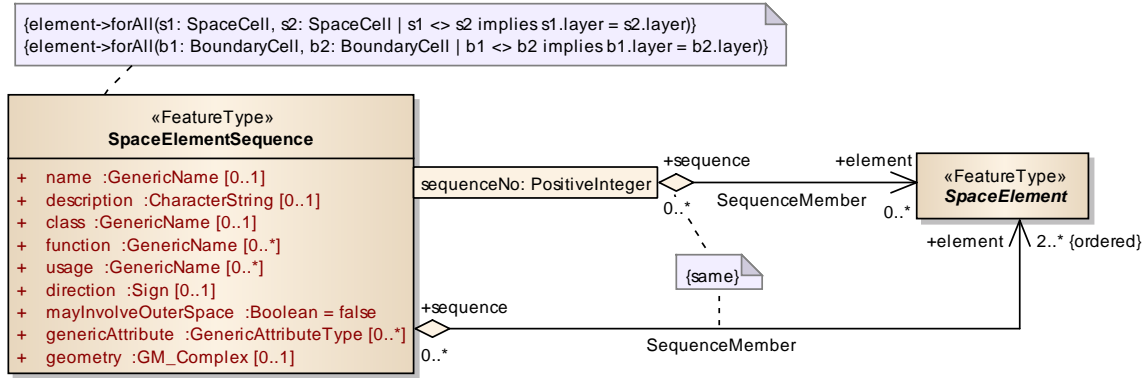 {element->forAll(s1: SpaceCell, s2: SpaceCell | s1 <> s2 implies s1.layer = s2.layer)}
{element->forAll(b1: BoundaryCell, b2: BoundaryCell | b1 <> b2 implies b1.layer = b2.layer)}
«FeatureType»
SpaceElementSequence
+ name :GenericName [0..1]
+ description :CharacterString [0..1]
+ class :GenericName [0..1]
+ function :GenericName [0..*]
+ usage :GenericName [0..*]
+ direction :Sign [0..1]
+ mayInvolveOuterSpace :Boolean = false
+ genericAttribute :GenericAttributeType [0..*]
+ geometry :GM_Complex [0..1]
sequenceNo: PositiveInteger
+sequence
0..*
SequenceMember
+element
0..*
«FeatureType»
SpaceElement
+element
2..* {ordered}
{same}
+sequence
0..*
SequenceMember